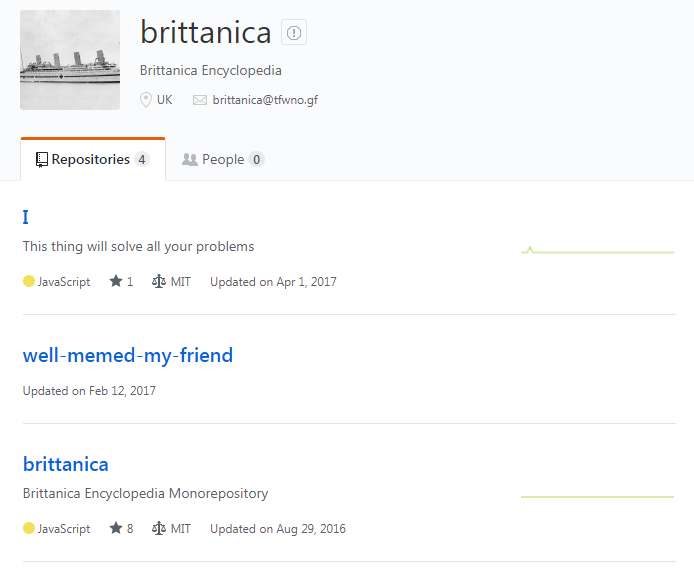 brittanica
Brittanica Encyclopedia
UK brittanica@tfwno.gf
Repositories 4 People 0
I
This thing will solve all your problems
JavaScript 1 MIT Updated on Apr 1, 2017
well-memed-my-friend
Updated on Feb 12, 2017
brittanica
Brittanica Encyclopedia Monorepository
JavaScript 8 MIT Updated on Aug 29, 2016